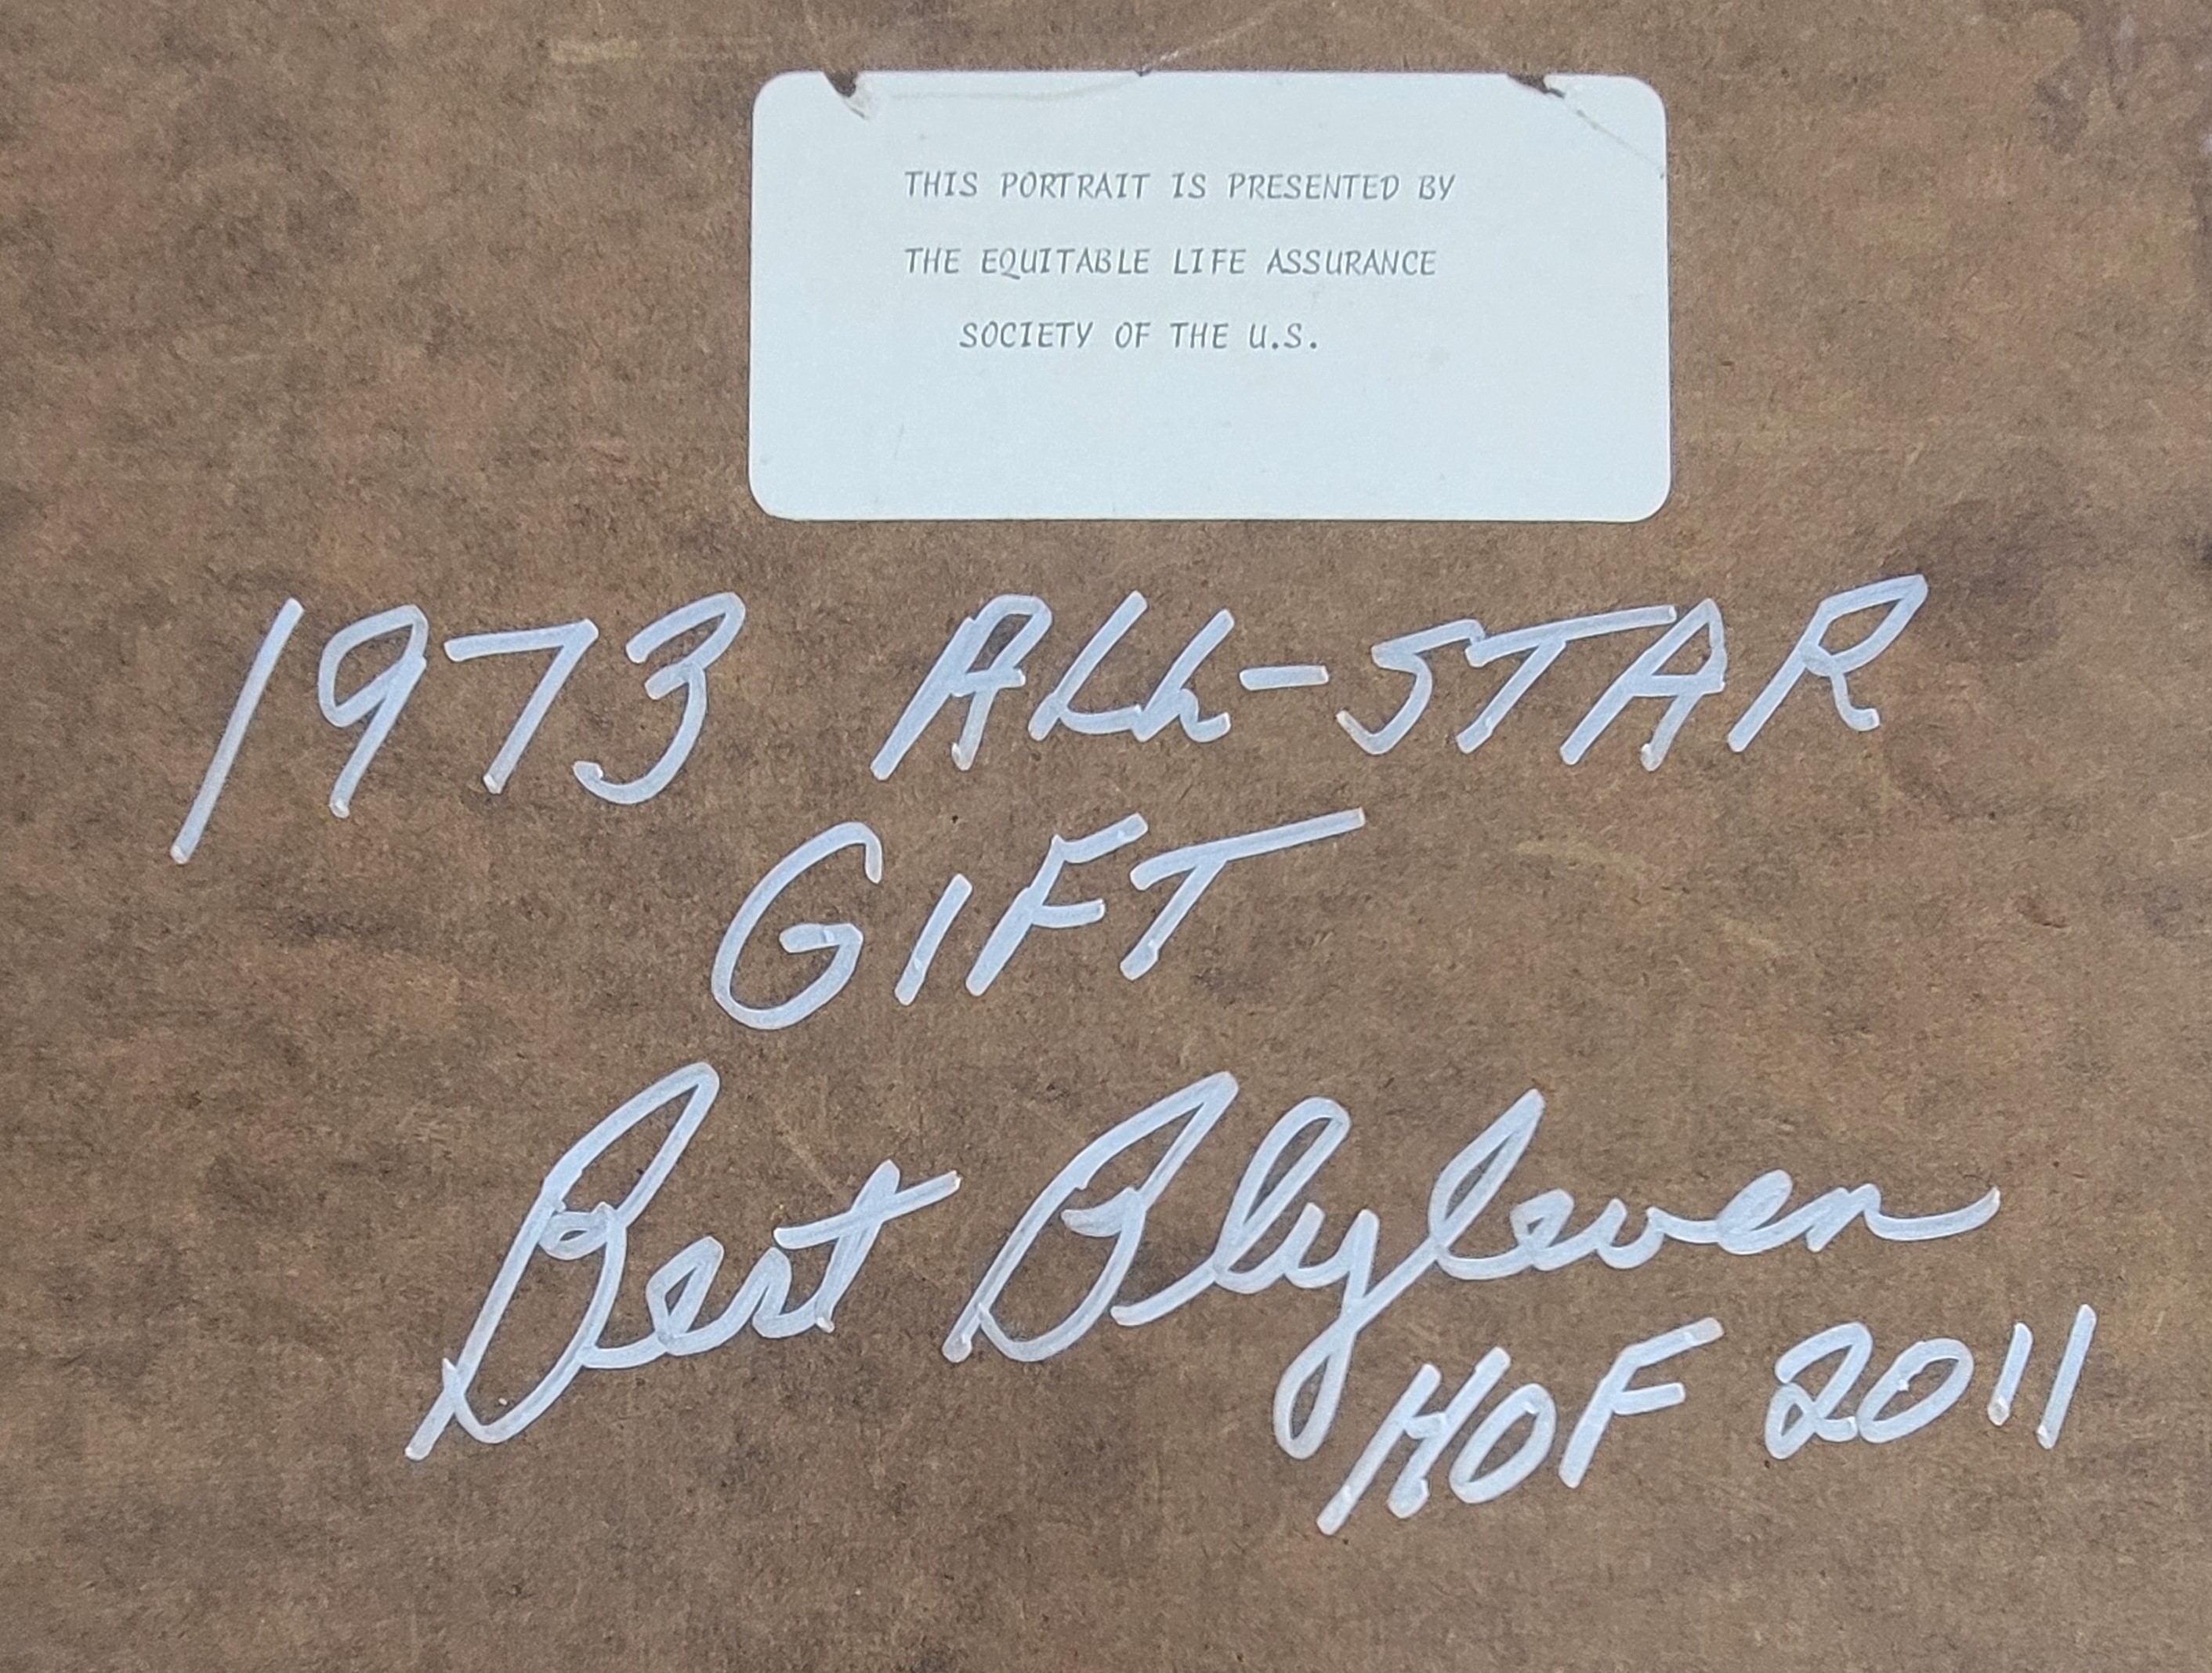 THIS PORTRAIT IS PRESENTED BY
THE EQUITABLE LIFE ASSURANCE
SOCIETY OF THE U.S.
1973 ALL-STAR
GIFT
Bert Blyleven
HOF 2011